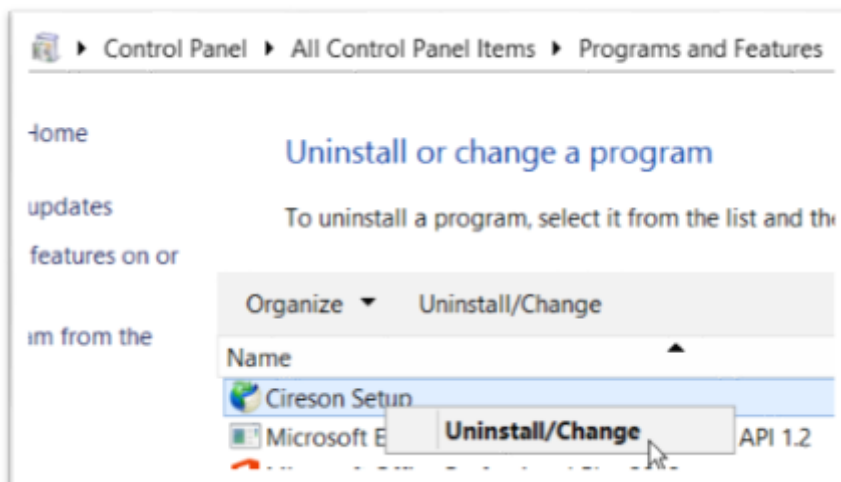 Control Panel All Control Panel Items Programs and Features
Home
updates
features on or
from the
Uninstall or change a program
To uninstall a program, select it from the list and
Organize Uninstall/Change
Name
Cireson Setup
Uninstall/Change
Microsoft API 1.2